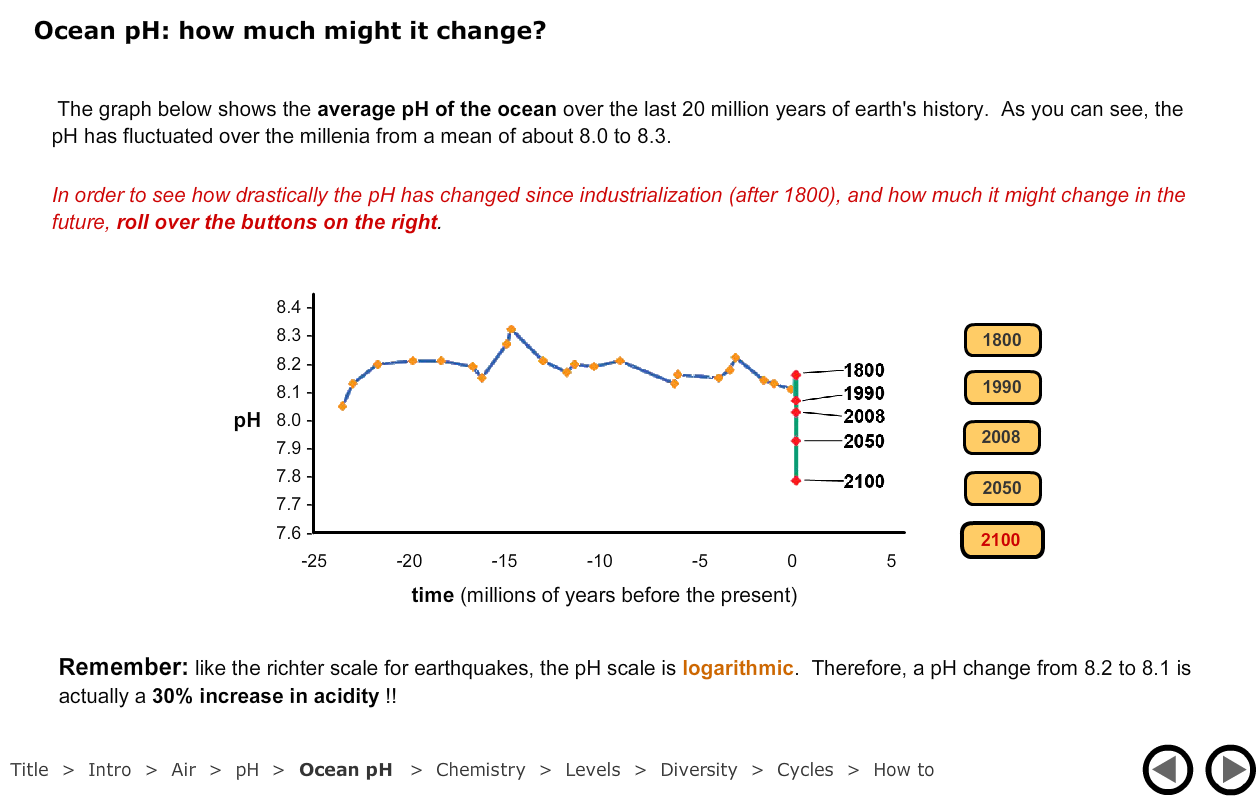 Ocean pH: how much might it change?
The graph below shows the average pH of the ocean over the last 20 million years of earth's history.  As you can see, the
pH has fluctuated over the millenia from a mean of about 8.0 to 8.3.
In order to see how drastically the pH has changed since industrialization (after 1800), and how much it might change in the
future, roll over the buttons on the right.
8.4
8.3
8.2
8.1
8.0
7.9
7.8
7.7
7.6
pH
-25 -20 -15 -10 -5 0 5
time (millions of years before the present)
1800
1990
2008
2050
2100
1800
1990
2008
2050
2100
Remember: like the richter scale for earthquakes, the pH scale is logarithmic.  Therefore, a pH change from 8.2 to 8.1 is
actually a 30% increase in acidity !!
Title > Intro > Air > pH > Ocean pH > Chemistry > Levels > Diversity > Cycles > How to